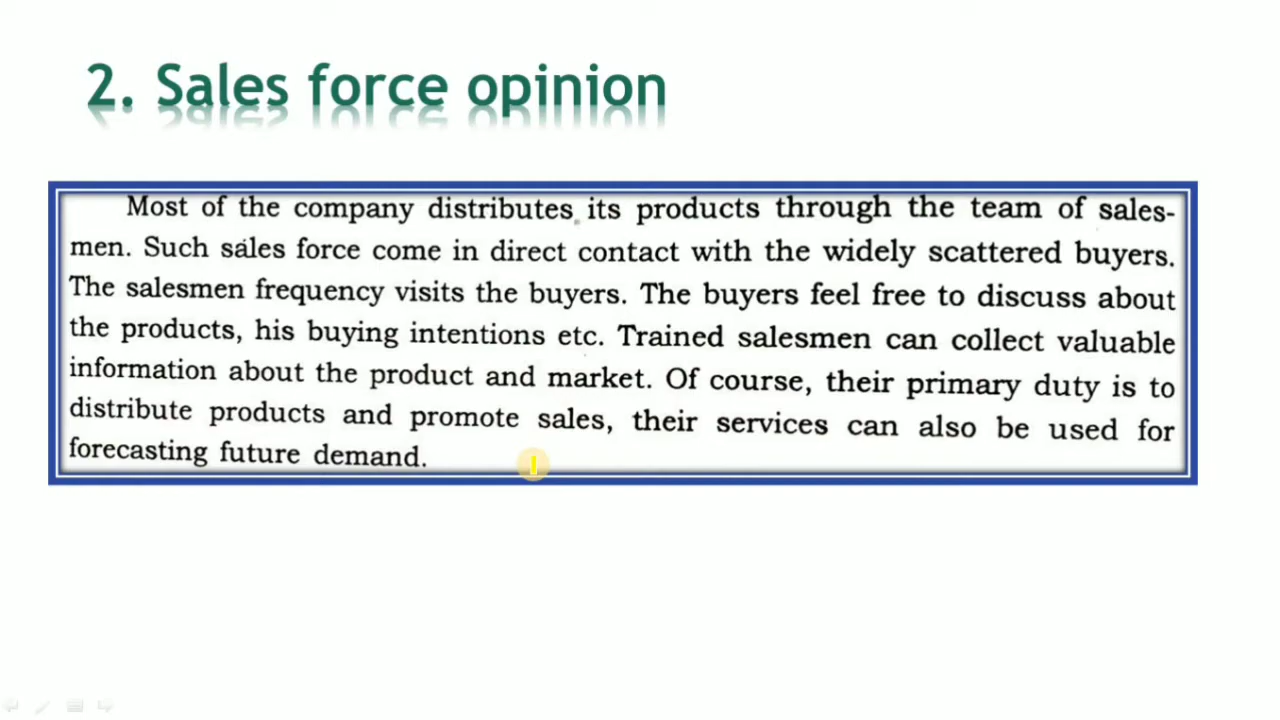 2. Sales force opinion
Most of the company distributes its products through the team of sales-
men. Such sales force come in direct contact with the widely scattered buyers.
The salesmen frequency visits the buyers. The buyers feel free to discuss about
the products, his buying intentions etc. Trained salesmen can collect valuable
information about the product and market. Of course, their primary duty is to
distribute products and promote sales, their services can also be used for
forecasting future demand.